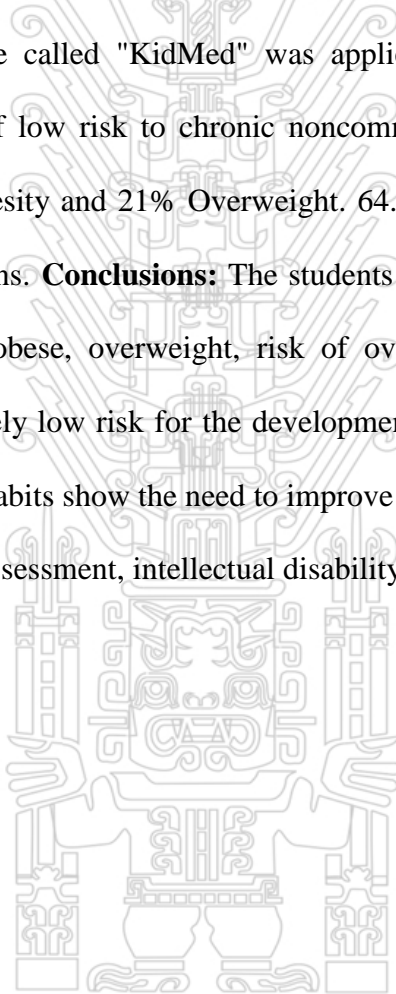 e called "KidMed" was appli
f low risk to chronic noncomm
esity and 21% Overweight. 64.
ns. Conclusions: The students
obese, overweight, risk of ov
ely low risk for the developmen
abits show the need to improve
sessment, intellectual disability